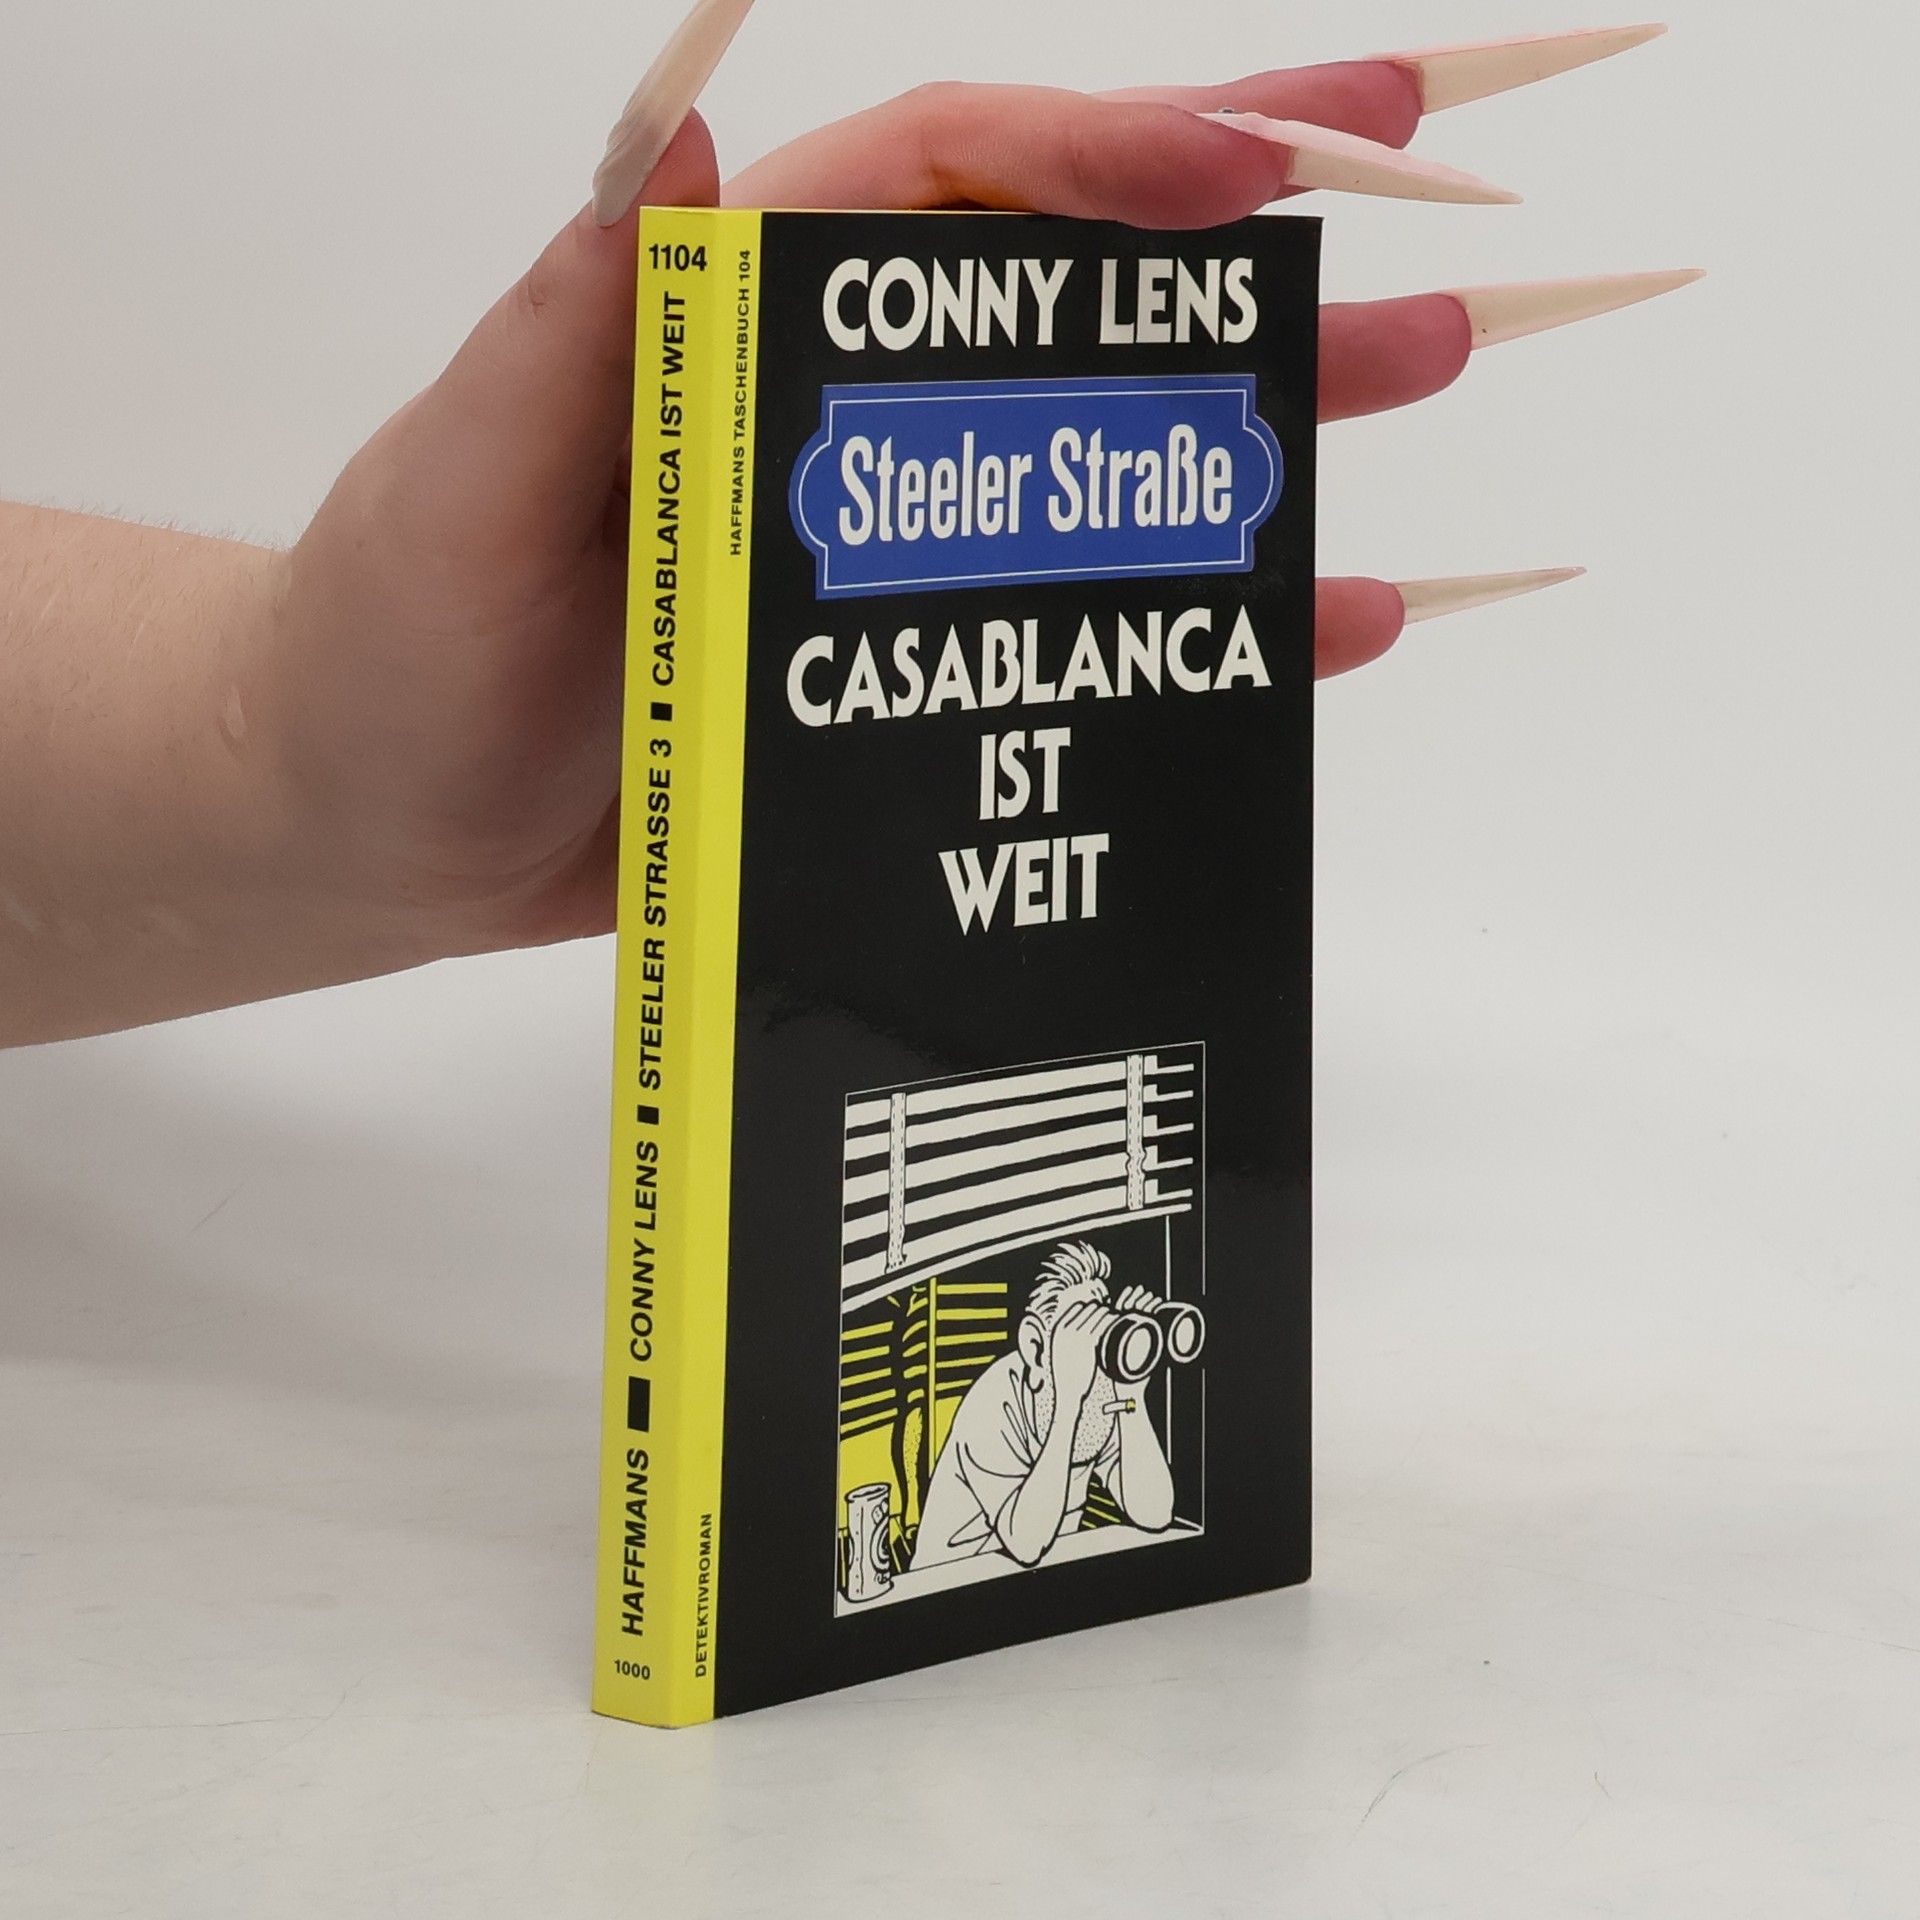 1104
HAFFMANS ■ CONNY LENS ■ STEELER STRASSE 3 ■ CASABLANCA IST WEIT
1000
HAFFMANS TASCHENBUCH 104
DETEKTIVROMAN
CONNY LENS
Steeler Straße
CASABLANCA
IST
WEIT